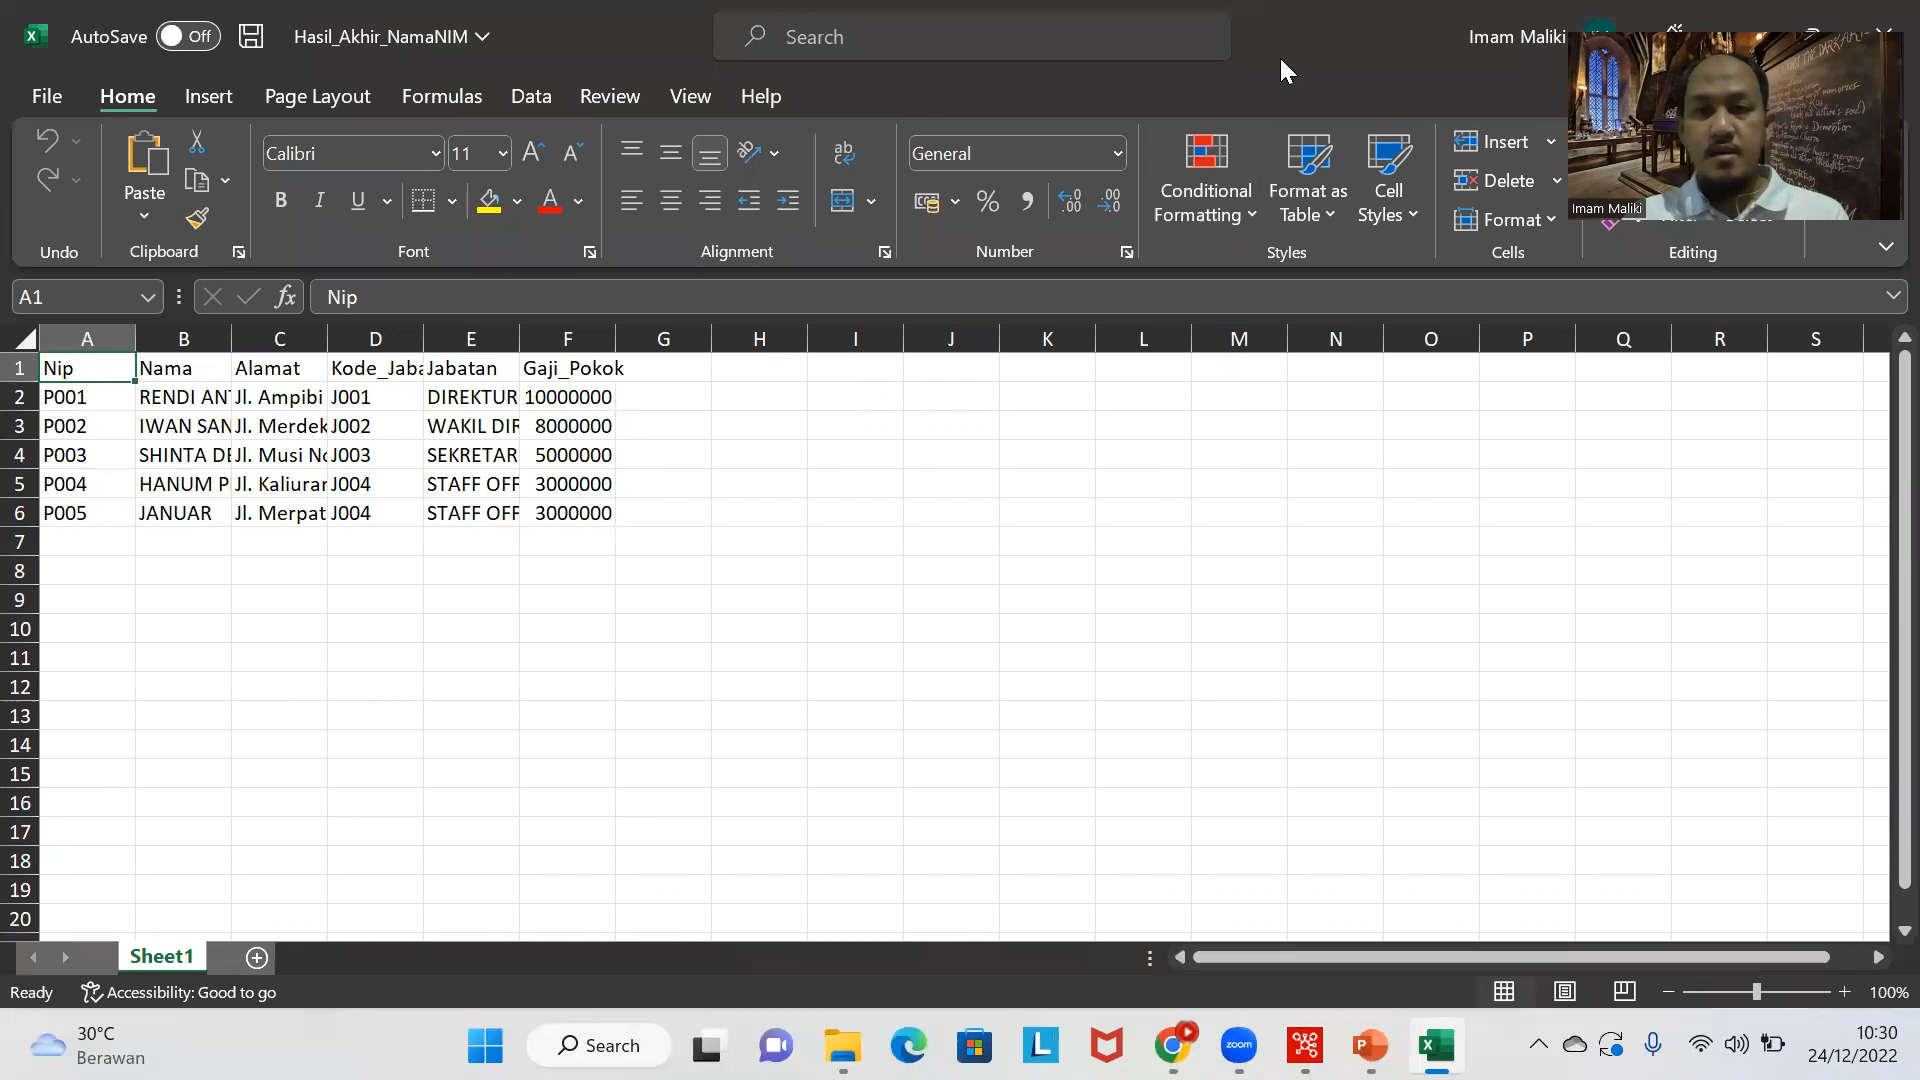 AutoSave Off Hasil_Akhir_NamaNIM Search Imam Maliki
File Home Insert Page Layout Formulas Data Review View Help
Calibri 11 General
Paste Conditional Formatting Format as Table Cell Styles
Insert
Delete
Format
Imam Maliki
Undo Clipboard Font Alignment Number Styles Cells Editing
A1 fx Nip
A B C D E F G H I J K L M N O P Q R S
1 Nip Nama Alamat Kode_Jaba Jabatan Gaji_Pokok
2 P001 RENDI AN Jl. Ampibi J001 DIREKTUR 10000000
3 P002 IWAN SAN Jl. Merdek J002 WAKIL DIR 8000000
4 P003 SHINTA DE Jl. Musi No J003 SEKRETAR 5000000
5 P004 HANUM P Jl. Kaliurar J004 STAFF OFF 3000000
6 P005 JANUAR Jl. Merpat J004 STAFF OFF 3000000
7
8
9
10
11
12
13
14
15
16
17
18
19
20
Sheet1
Ready Accessibility: Good to go 100%
30°C
Berawan
Search
zoom
10:30
24/12/2022